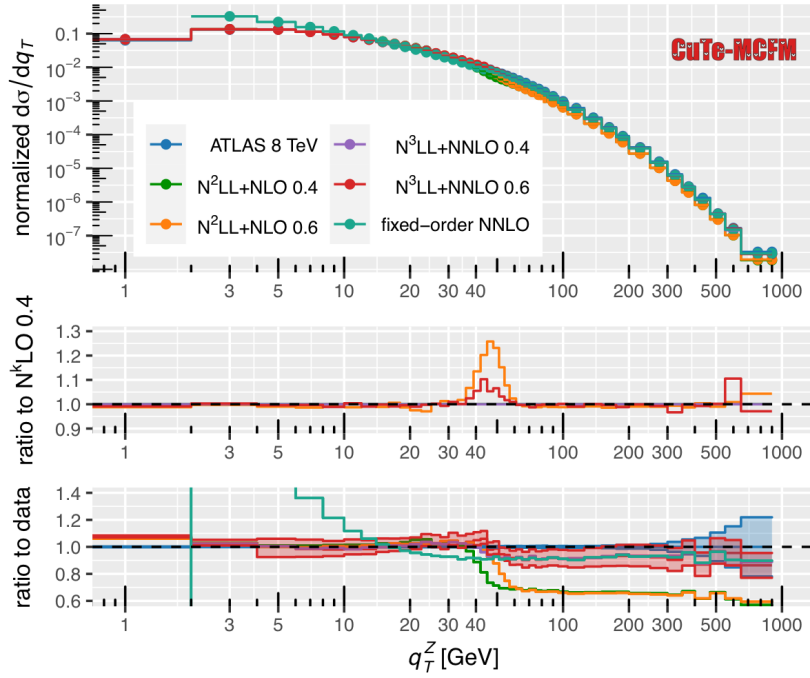 CuTe-MCFM
normalized dσ/dq_T
0.1
10⁻²
10⁻³
10⁻⁴
10⁻⁵
10⁻⁶
10⁻⁷
ATLAS 8 TeV
N³LL+NNLO 0.4
N²LL+NLO 0.4
N³LL+NNLO 0.6
N²LL+NLO 0.6
fixed−order NNLO
1 3 5 10 20 30 40 100 200 300 500 1000
ratio to NᵏLO 0.4
1.3
1.2
1.1
1.0
0.9
1 3 5 10 20 30 40 100 200 300 500 1000
ratio to data
1.4
1.2
1.0
0.8
0.6
1 3 5 10 20 30 40 100 200 300 500 1000
q_T^Z [GeV]